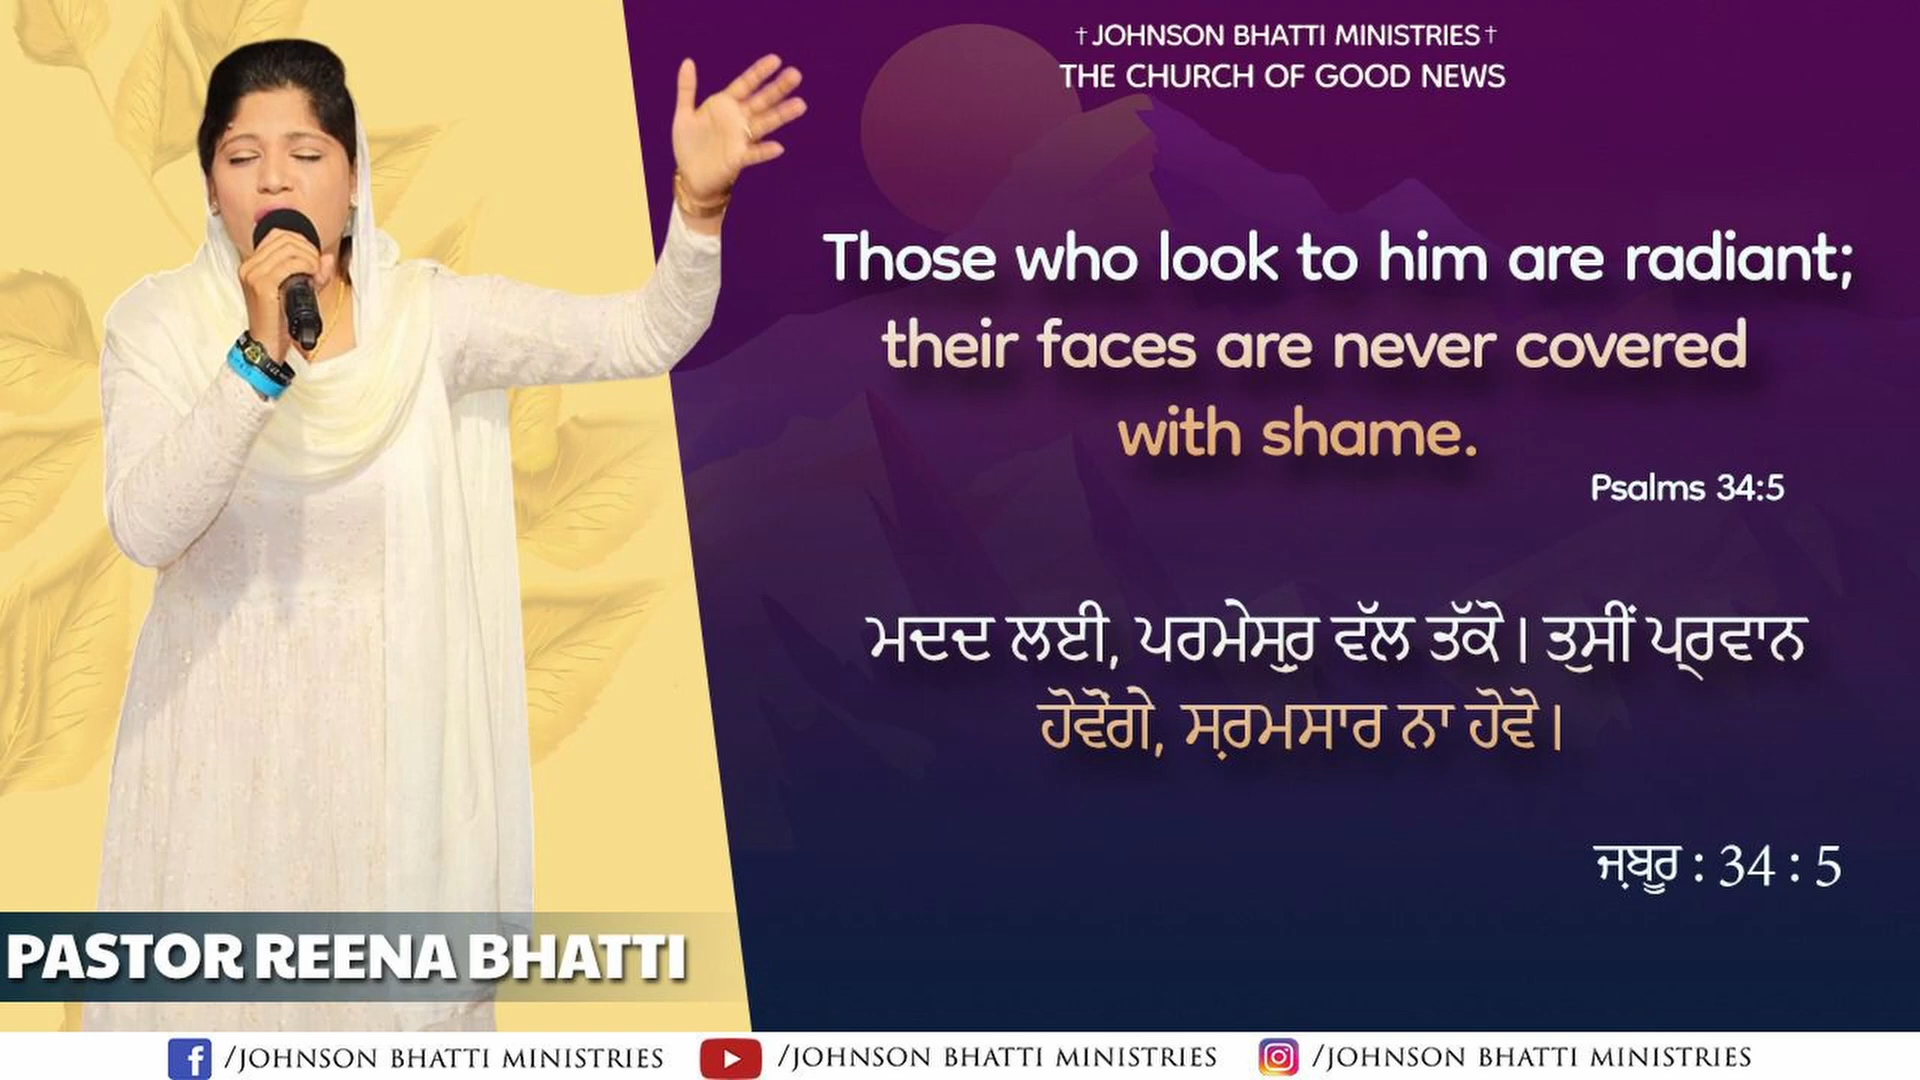 †JOHNSON BHATTI MINISTRIES†
THE CHURCH OF GOOD NEWS
Those who look to him are radiant;
their faces are never covered
with shame.
Psalms 34:5
ਮਦਦ ਲਈ, ਪਰਮੇਸੁਰ ਵੱਲ ਤੱਕੋ। ਤੁਸੀਂ ਪ੍ਰਵਾਨ
ਹੋਵੋਂਗੇ, ਸ਼ਰਮਸਾਰ ਨਾ ਹੋਵੋ।
ਜ਼ਬੂਰ : 34 : 5
PASTOR REENA BHATTI
/JOHNSON BHATTI MINISTRIES /JOHNSON BHATTI MINISTRIES /JOHNSON BHATTI MINISTRIES